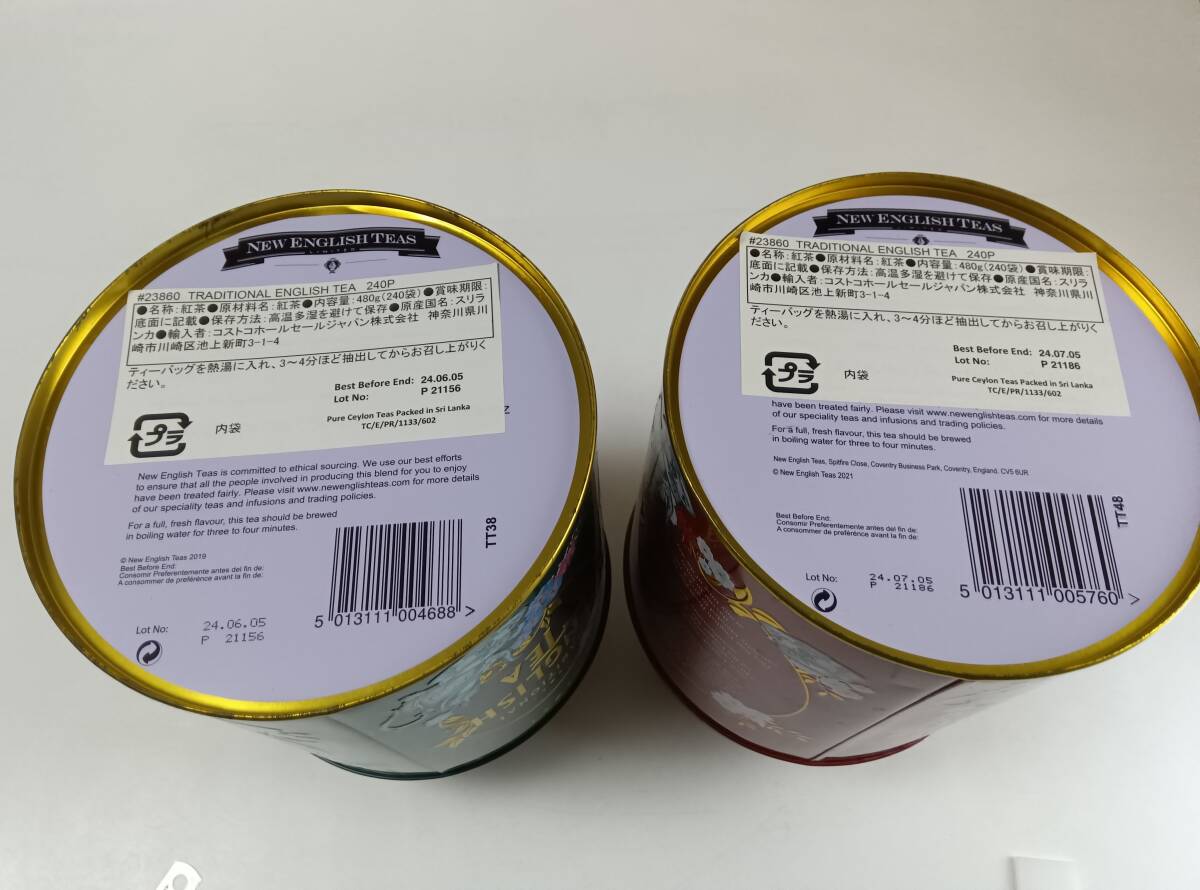 NEW ENGLISH TEAS
LIMITED
#23860 TRADITIONAL ENGLISH TEA 240P
●名称:紅茶●原材料名:紅茶●内容量:480g(240袋)●賞味期限:
底面に記載●保存方法:高温多湿を避けて保存●原産国名:スリラ
ンカ●輸入者:コストコホールセールジャパン株式会社 神奈川県川
崎市川崎区池上新町3-1-4
ティーバッグを熱湯に入れ、3~4分ほど抽出してからお召し上がりく
ださい。
Best Before End: 24.06.05
Lot No: P 21156
プラ
内袋
Pure Ceylon Teas Packed in Sri Lanka
TC/E/PR/1133/602
New English Teas is committed to ethical sourcing. We use our best efforts
to ensure that all the people involved in producing this blend for you to enjoy
have been treated fairly. Please visit www.newenglishteas.com for more details
of our speciality teas and infusions and trading policies.
For a full, fresh flavour, this tea should be brewed
in boiling water for three to four minutes.
© New English Teas 2019
Best Before End:
Consomir Preferentemente antes del fin de:
A consommer de préférence avant la fin de:
Lot No:
24.06.05
P 21156
5 013111 004688 >
TT38
NEW ENGLISH TEAS
#23860 TRADITIONAL ENGLISH TEA 240P
●名称:紅茶●原材料名:紅茶●内容量:480g(240袋)●賞味期限:
底面に記載●保存方法:高温多湿を避けて保存●原産国名:スリラ
ンカ●輸入者:コストコホールセールジャパン株式会社 神奈川県川
崎市川崎区池上新町3-1-4
ティーバッグを熱湯に入れ、3~4分ほど抽出してからお召し上がりく
ださい。
Best Before End: 24.07.05
Lot No: P 21186
プラ
内袋
Pure Ceylon Teas Packed in Sri Lanka
TC/E/PR/1133/602
have been treated fairly. Please visit www.newenglishteas.com for more details
of our speciality teas and infusions and trading policies.
For a full, fresh flavour, this tea should be brewed
in boiling water for three to four minutes.
New English Teas, Spitfire Close, Coventry Business Park, Coventry, England. CV5 6UR
© New English Teas 2021
Best Before End:
Consomir Preferentemente antes del fin de:
A consommer de préférence avant la fin de:
Lot No:
24.07.05
P 21186
5 013111 005760 >
TT48